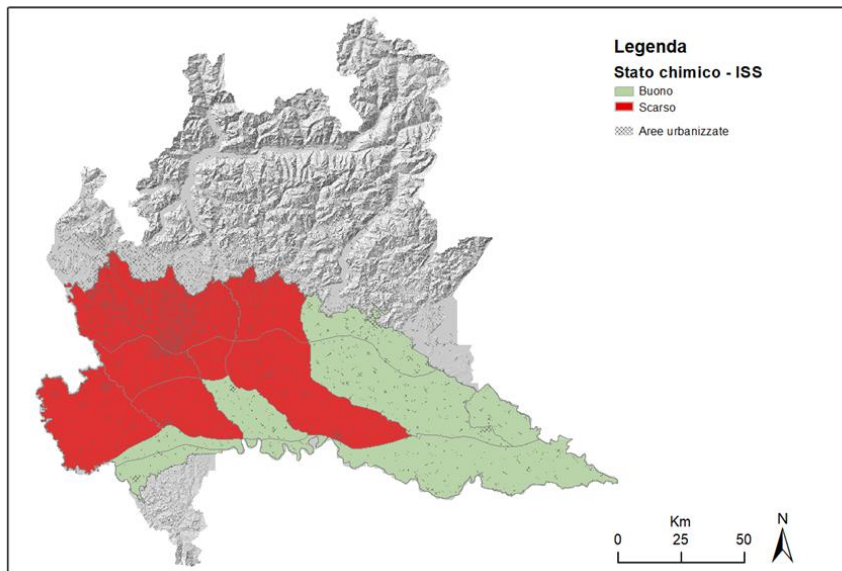 Legenda
Stato chimico - ISS
Buono
Scarso
Aree urbanizzate
Km
N
0 25 50